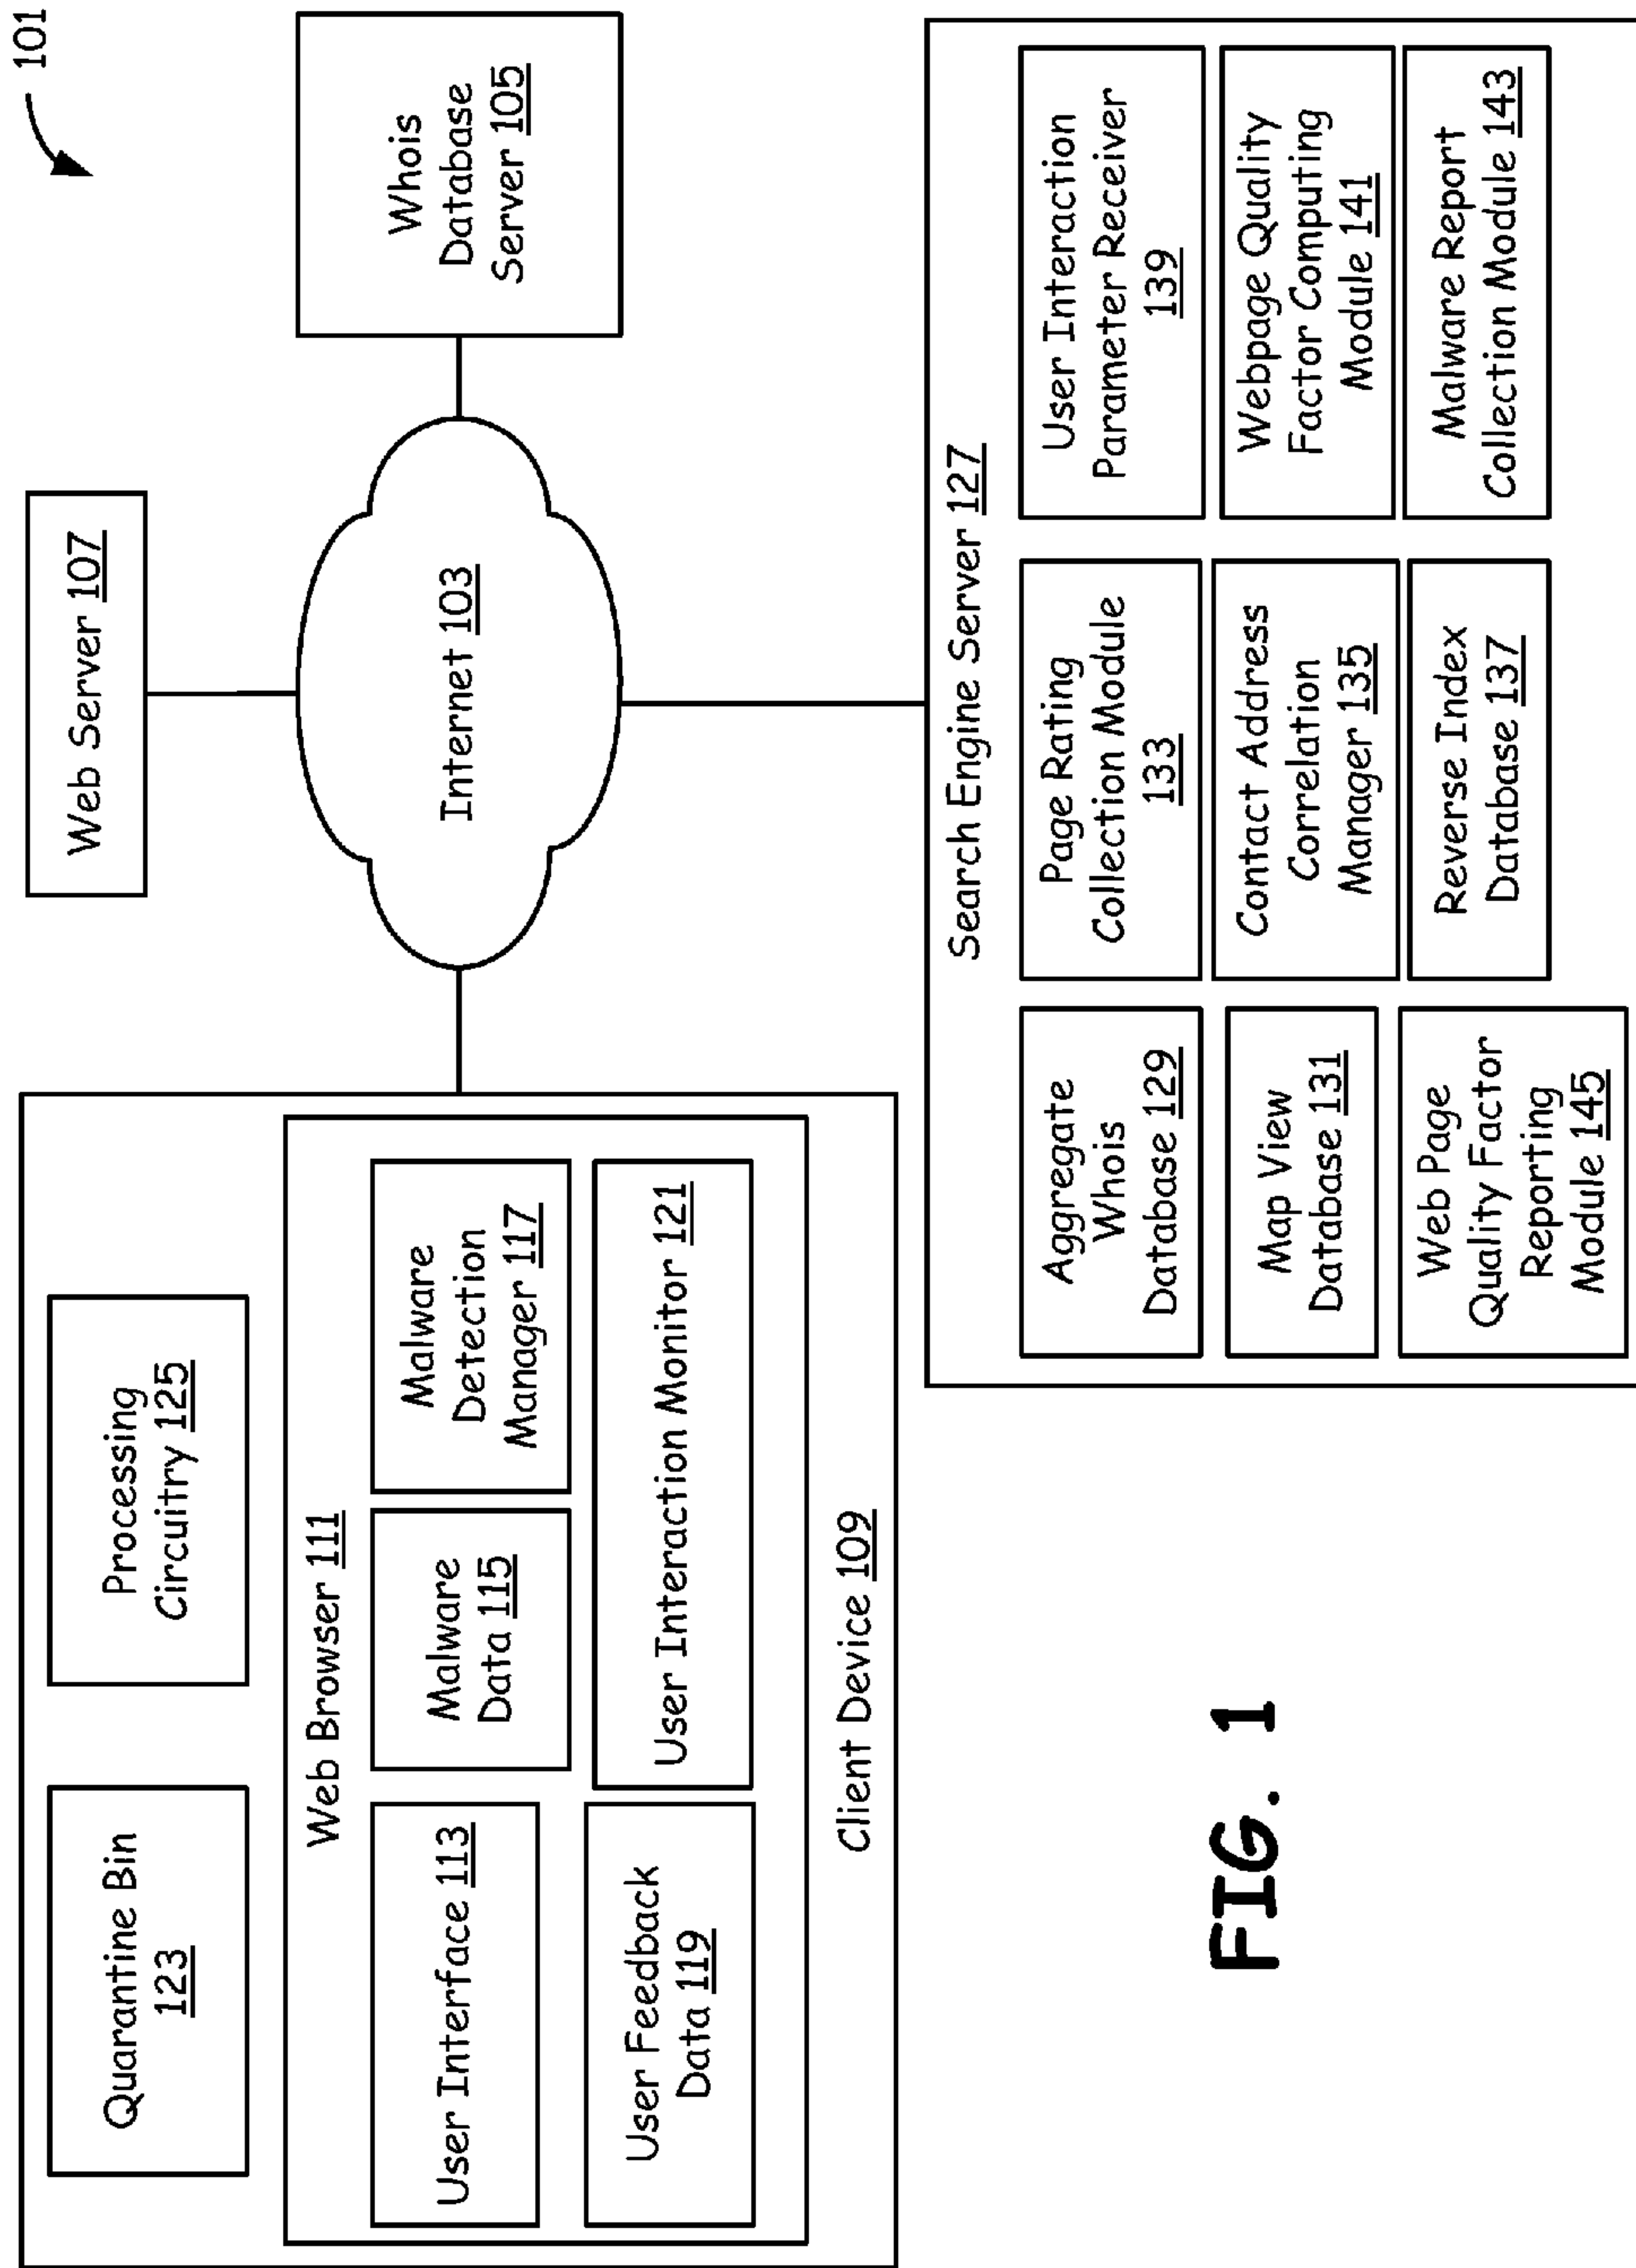 101
Quarantine Bin
123
Processing
Circuitry 125
Web Browser 111
User Interface 113
Malware
Data 115
Malware
Detection
Manager 117
User Feedback
Data 119
User Interaction Monitor 121
Client Device 109
Web Server 107
Internet 103
Whois
Database
Server 105
Search Engine Server 127
Aggregate
Whois
Database 129
Page Rating
Collection Module
133
User Interaction
Parameter Receiver
139
Map View
Database 131
Contact Address
Correlation
Manager 135
Webpage Quality
Factor Computing
Module 141
Web Page
Quality Factor
Reporting
Module 145
Reverse Index
Database 137
Malware Report
Collection Module 143
FIG. 1